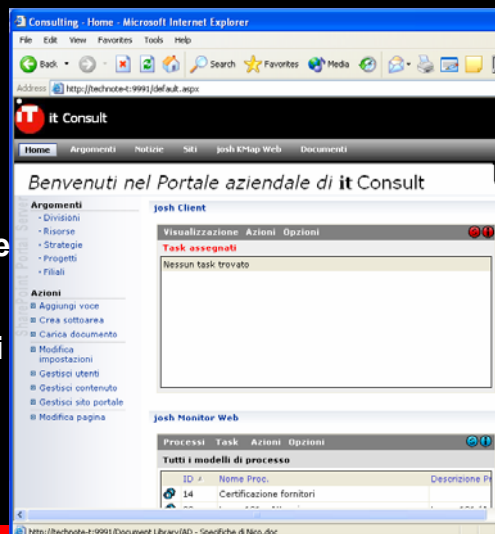 Consulting - Home - Microsoft Internet Explorer
File Edit View Favorites Tools Help
Back Search Favorites Media
Address http://technote-t:9991/default.aspx
it Consult
Home Argomenti Notizie Siti josh KMap Web Documenti
Benvenuti nel Portale aziendale di it Consult
Argomenti
Divisioni
Risorse
Strategie
Progetti
Filiali
Azioni
Aggiungi voce
Crea sottoarea
Carica documento
Modifica
impostazioni
Gestisci utenti
Gestisci contenuto
Gestisci sito portale
Modifica pagina
SharePoint Portal Server
e
i
josh Client
Visualizzazione Azioni Opzioni
Task assegnati
Nessun task trovato
josh Monitor Web
Processi Task Azioni Opzioni
Tutti i modelli di processo
ID Nome Proc. Descrizione Pr
14 Certificazione fornitori
http://technote-t:9991/Document Library/AD - Specifiche di Nico.doc